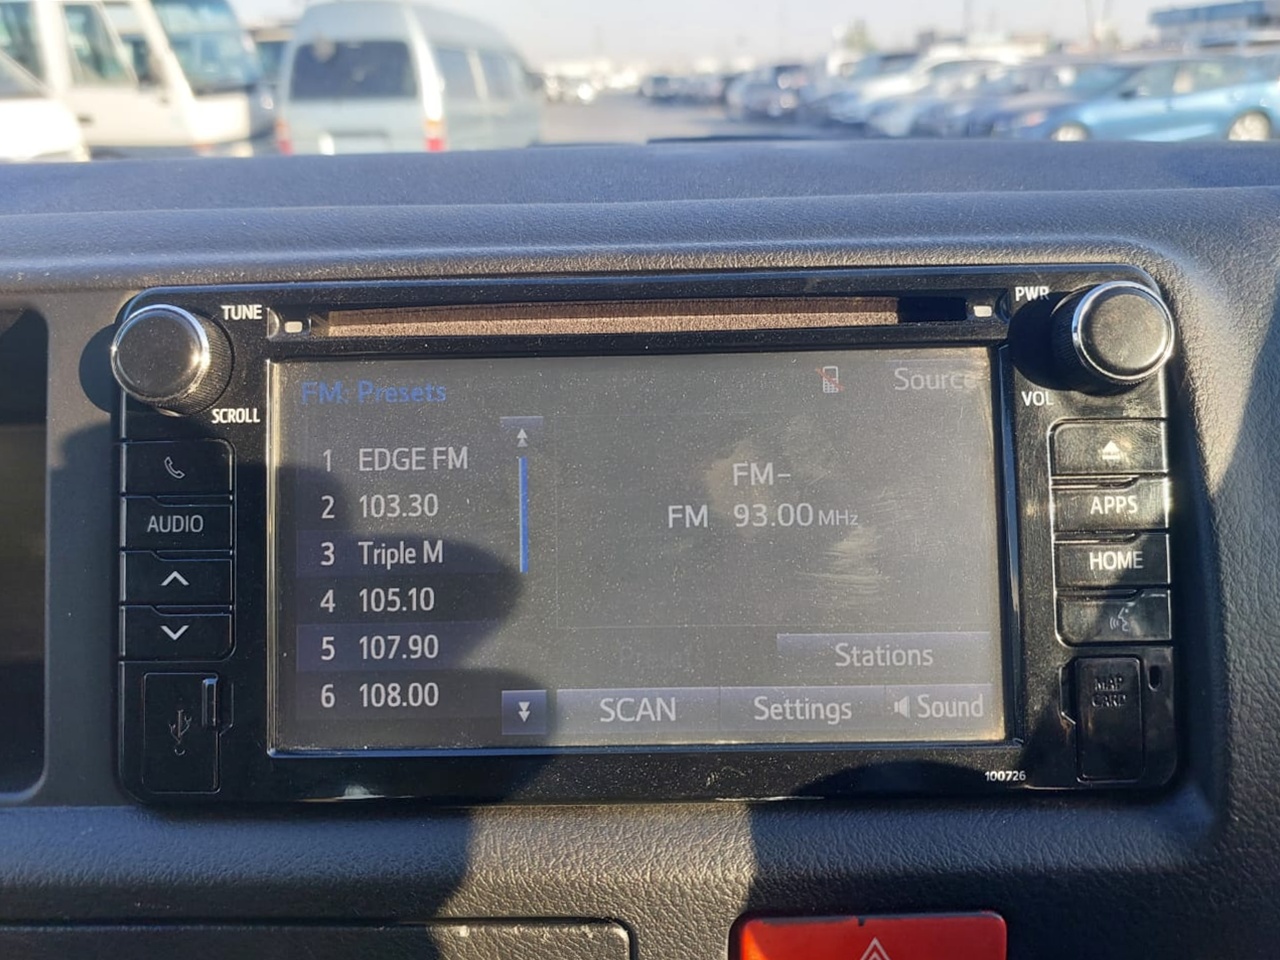 TUNE
PWR
SCROLL
VOL
FM: Presets
Source
1 EDGE FM
2 103.30
3 Triple M
4 105.10
5 107.90
6 108.00
FM-
FM 93.00 MHz
Stations
SCAN
Settings
Sound
AUDIO
APPS
HOME
MAP
CARD
100726